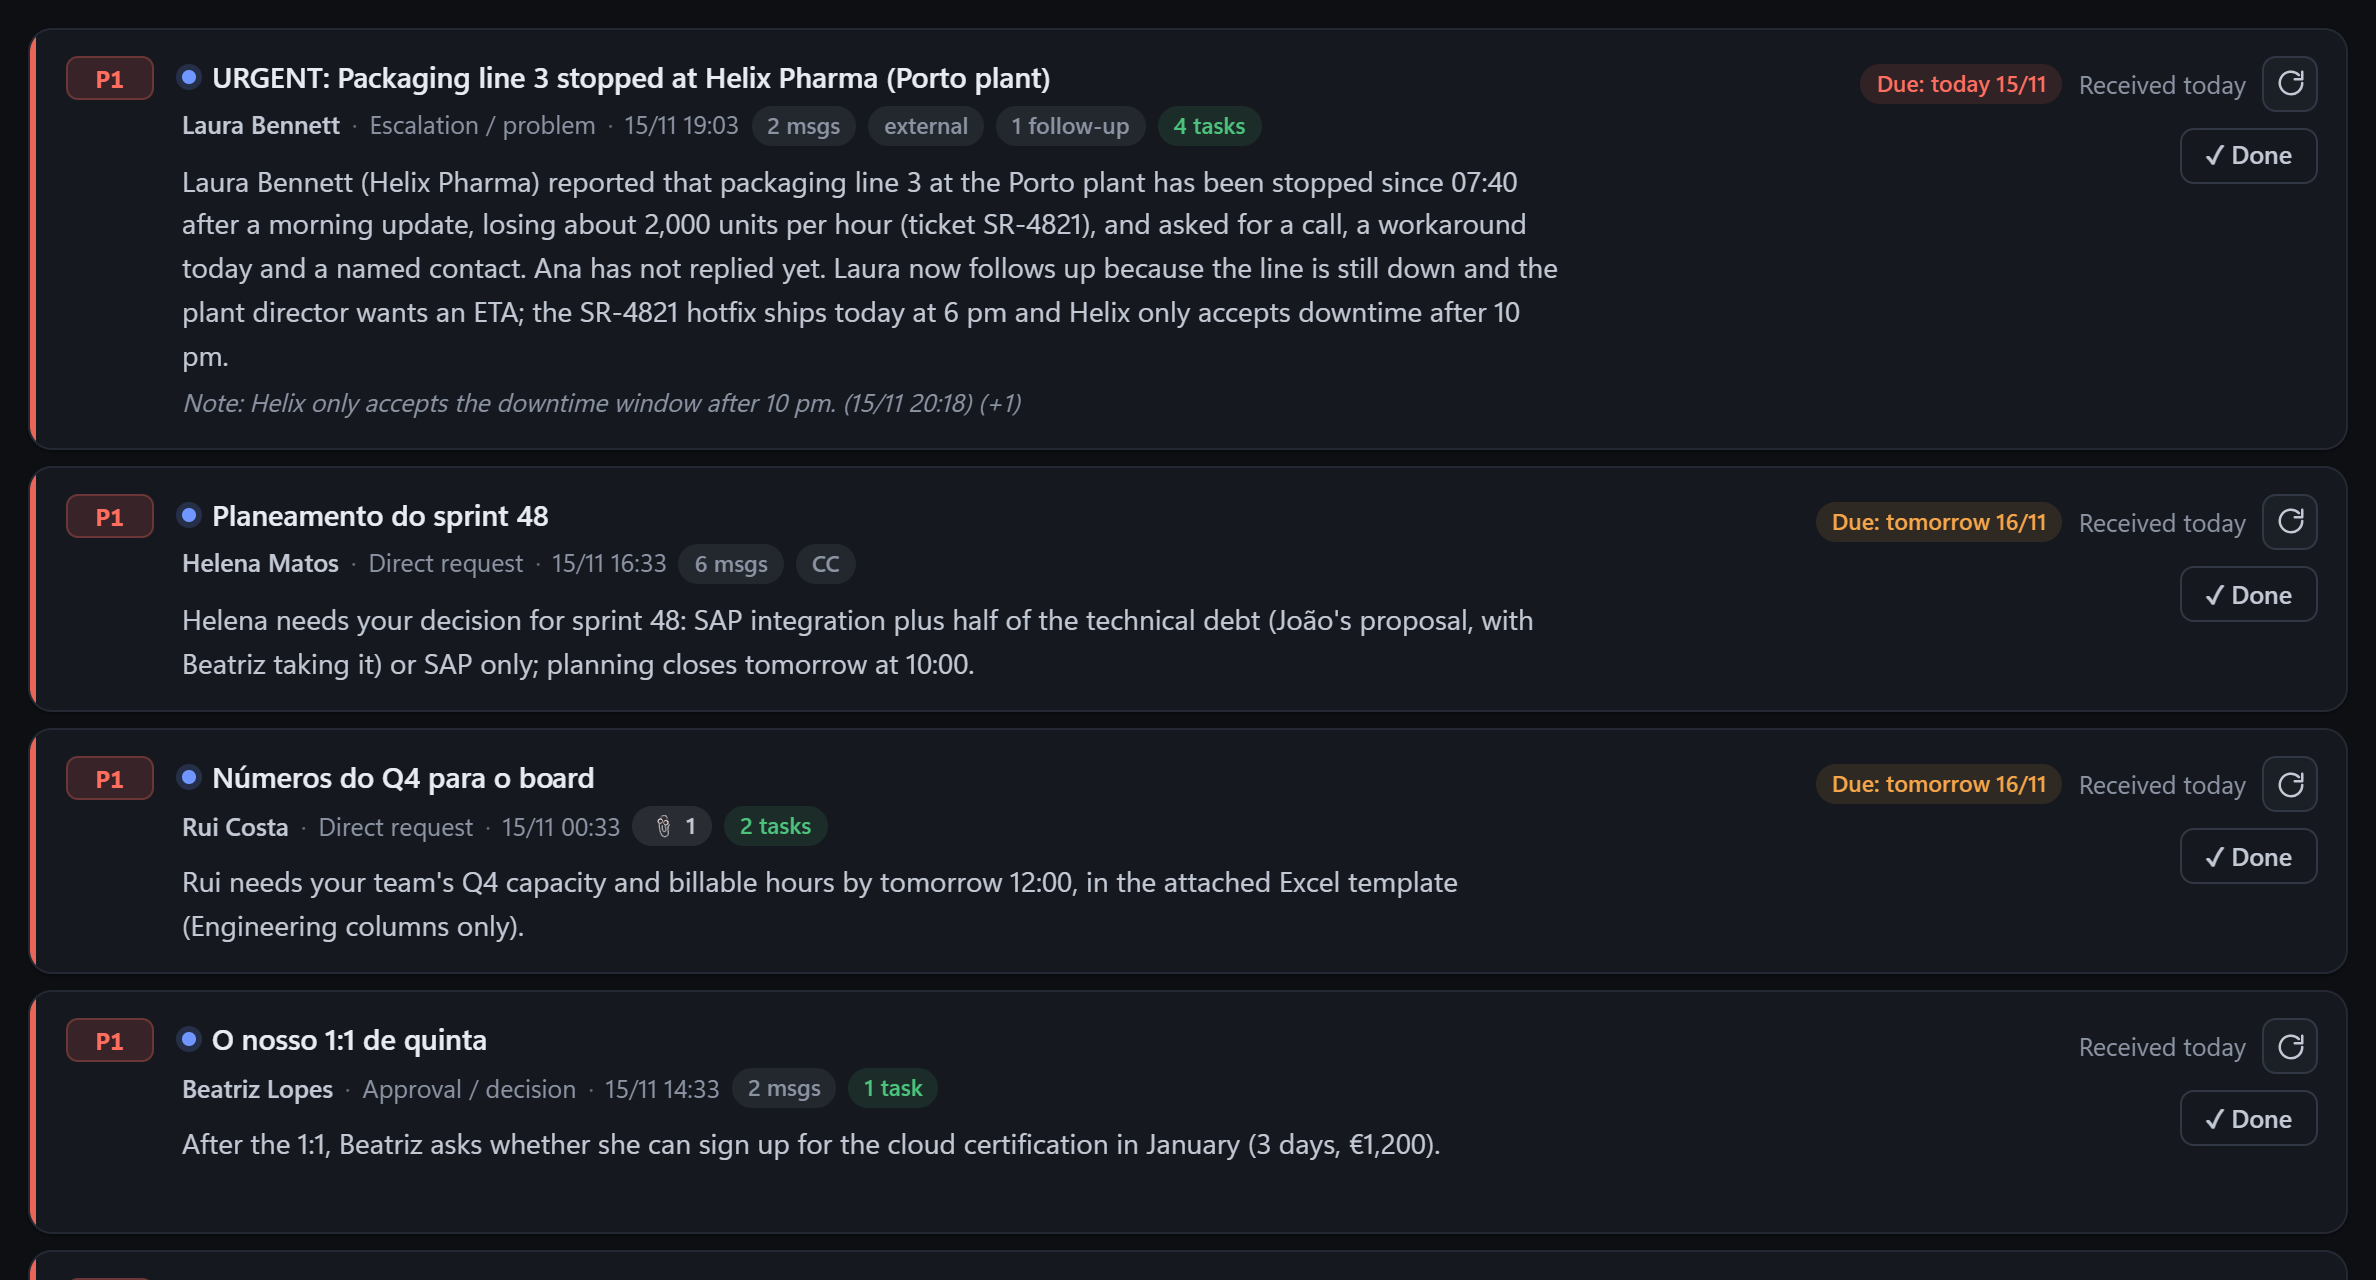 P1 URGENT: Packaging line 3 stopped at Helix Pharma (Porto plant) Due: today 15/11 Received today
Laura Bennett · Escalation / problem · 15/11 19:03 2 msgs external 1 follow-up 4 tasks
✓ Done
Laura Bennett (Helix Pharma) reported that packaging line 3 at the Porto plant has been stopped since 07:40
after a morning update, losing about 2,000 units per hour (ticket SR-4821), and asked for a call, a workaround
today and a named contact. Ana has not replied yet. Laura now follows up because the line is still down and the
plant director wants an ETA; the SR-4821 hotfix ships today at 6 pm and Helix only accepts downtime after 10
pm.
Note: Helix only accepts the downtime window after 10 pm. (15/11 20:18) (+1)
P1 Planeamento do sprint 48 Due: tomorrow 16/11 Received today
Helena Matos · Direct request · 15/11 16:33 6 msgs CC
✓ Done
Helena needs your decision for sprint 48: SAP integration plus half of the technical debt (João's proposal, with
Beatriz taking it) or SAP only; planning closes tomorrow at 10:00.
P1 Números do Q4 para o board Due: tomorrow 16/11 Received today
Rui Costa · Direct request · 15/11 00:33 1 2 tasks
✓ Done
Rui needs your team's Q4 capacity and billable hours by tomorrow 12:00, in the attached Excel template
(Engineering columns only).
P1 O nosso 1:1 de quinta Received today
Beatriz Lopes · Approval / decision · 15/11 14:33 2 msgs 1 task
✓ Done
After the 1:1, Beatriz asks whether she can sign up for the cloud certification in January (3 days, €1,200).